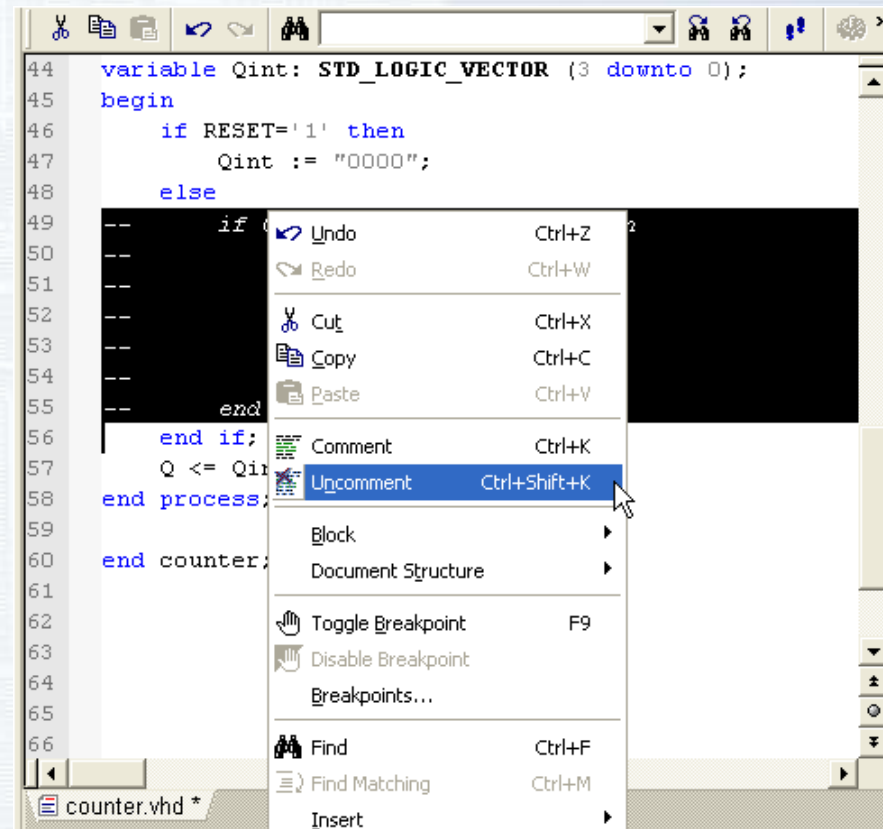 44 variable Qint: STD_LOGIC_VECTOR (3 downto 0);
45 begin
46 if RESET='1' then
47 Qint := "0000";
48 else
49 -- if
50 --
51 --
52 --
53 --
54 --
55 -- end
56 end if;
57 Q <= Qin
58 end process;
59
60 end counter;
61
62
63
64
65
66
Undo Ctrl+Z
Redo Ctrl+W
Cut Ctrl+X
Copy Ctrl+C
Paste Ctrl+V
Comment Ctrl+K
Uncomment Ctrl+Shift+K
Block
Document Structure
Toggle Breakpoint F9
Disable Breakpoint
Breakpoints...
Find Ctrl+F
Find Matching Ctrl+M
Insert
counter.vhd *